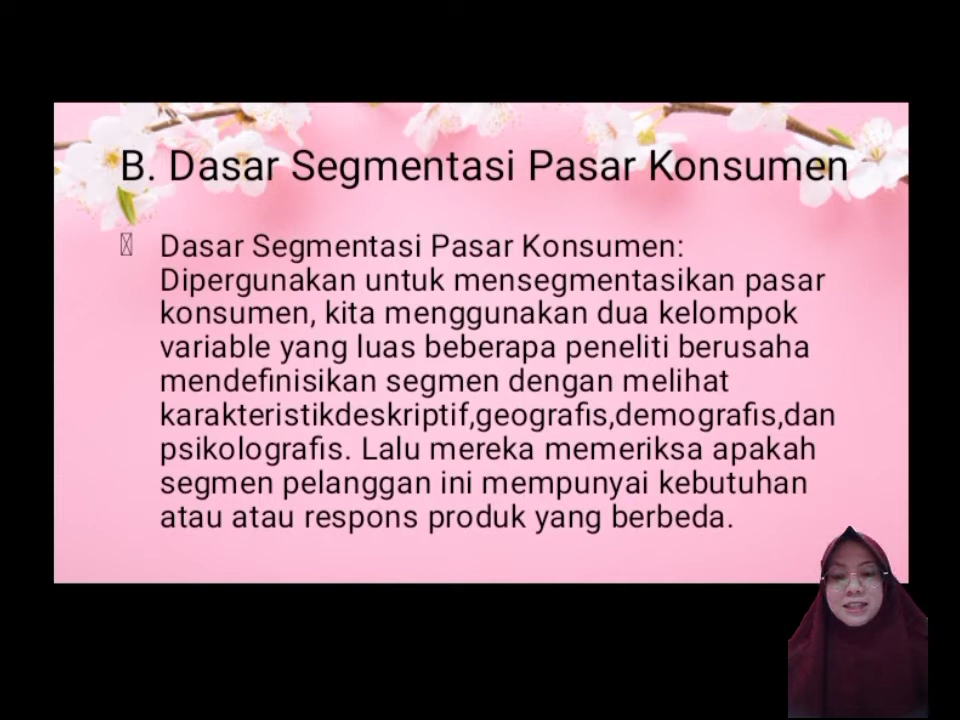 B. Dasar Segmentasi Pasar Konsumen
Dasar Segmentasi Pasar Konsumen:
Dipergunakan untuk mensegmentasikan pasar
konsumen, kita menggunakan dua kelompok
variable yang luas beberapa peneliti berusaha
mendefinisikan segmen dengan melihat
karakteristikdeskriptif,geografis,demografis,dan
psikolografis. Lalu mereka memeriksa apakah
segmen pelanggan ini mempunyai kebutuhan
atau atau respons produk yang berbeda.